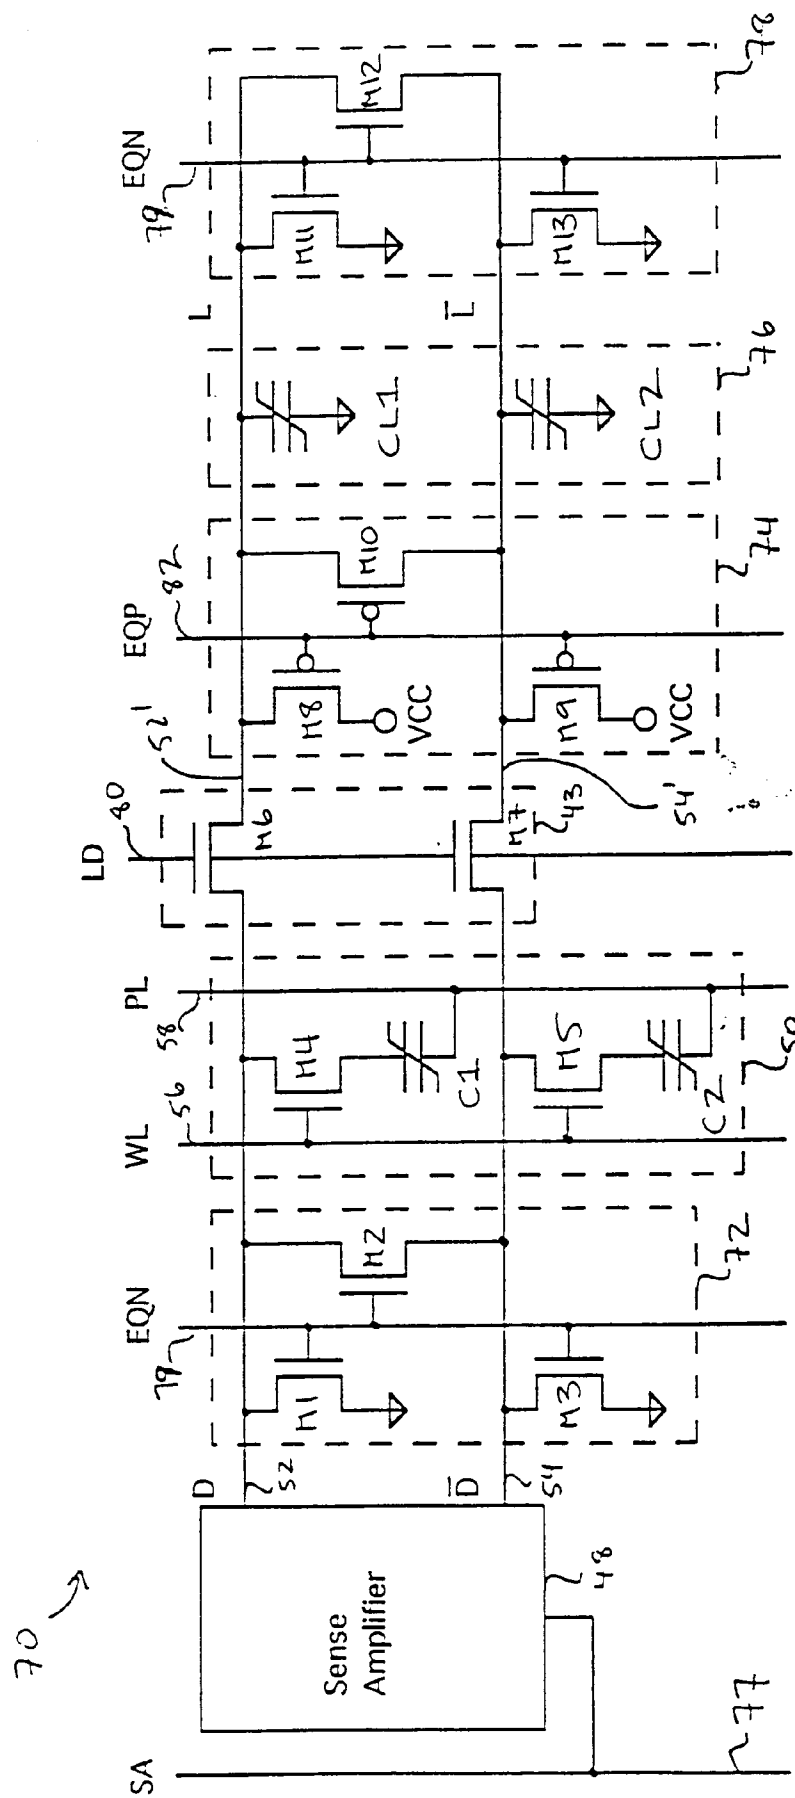 70
SA
77
Sense
Amplifier
48
D
52
D̅
54
EQN
79
M1
M2
M3
72
WL
56
PL
58
M4
C1
M5
C2
50
LD
80
M6
M7
43
52'
54'
EQP
82
M8
VCC
M10
M9
VCC
74
CL1
CL2
76
L
L̅
EQN
79
M11
M12
M13
78